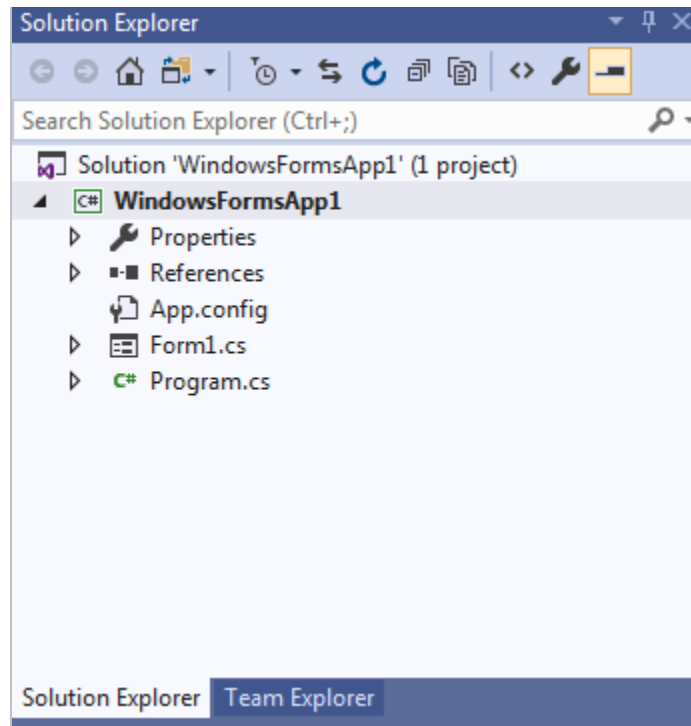 Solution Explorer
Search Solution Explorer (Ctrl+;)
Solution 'WindowsFormsApp1' (1 project)
C# WindowsFormsApp1
Properties
References
App.config
Form1.cs
C# Program.cs
Solution Explorer Team Explorer